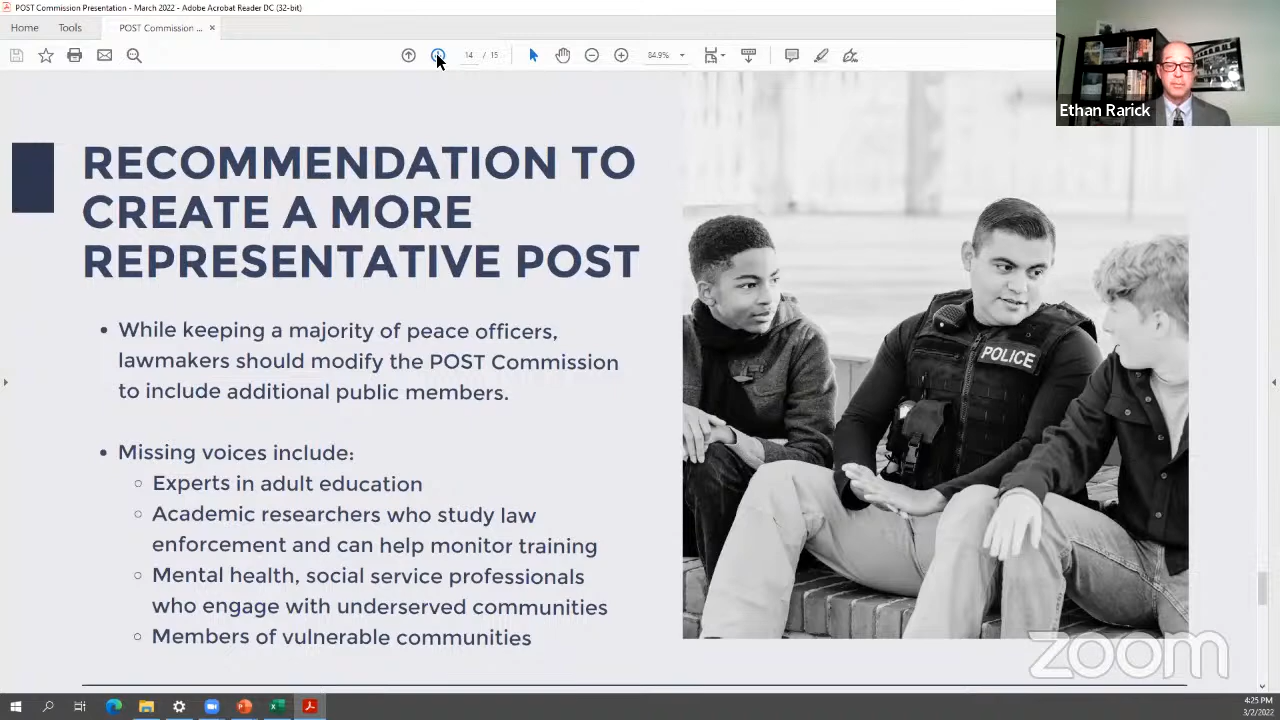 POST Commission Presentation - March 2022 - Adobe Acrobat Reader DC (32-bit)
Home
Tools
POST Commission ...
14 / 15
84.9%
Ethan Rarick
RECOMMENDATION TO
CREATE A MORE
REPRESENTATIVE POST
• While keeping a majority of peace officers,
lawmakers should modify the POST Commission
to include additional public members.
• Missing voices include:
○ Experts in adult education
○ Academic researchers who study law
enforcement and can help monitor training
○ Mental health, social service professionals
who engage with underserved communities
○ Members of vulnerable communities
POLICE
zoom
4:25 PM
3/2/2022